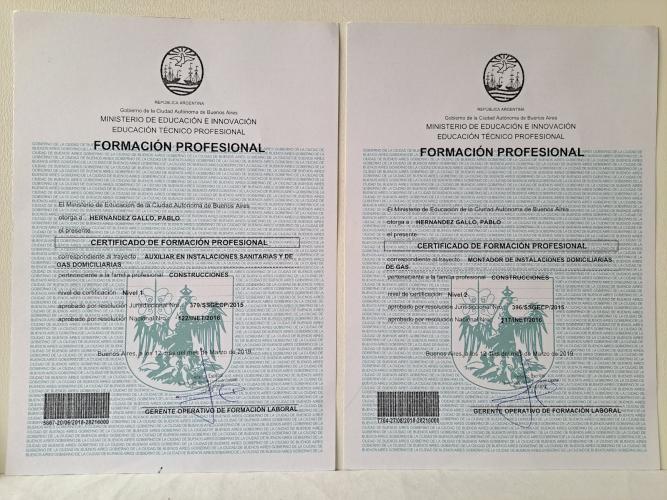 REPÚBLICA ARGENTINA
Gobierno de la Ciudad Autónoma de Buenos Aires
MINISTERIO DE EDUCACIÓN E INNOVACIÓN
EDUCACIÓN TÉCNICO PROFESIONAL
FORMACIÓN PROFESIONAL
El Ministerio de Educación de la Ciudad Autónoma de Buenos Aires
otorga a HERNANDEZ GALLO, PABLO
el presente
CERTIFICADO DE FORMACIÓN PROFESIONAL
correspondiente al trayecto AUXILIAR EN INSTALACIONES SANITARIAS Y DE
GAS DOMICILIARIAS
perteneciente a la familia profesional CONSTRUCCIONES
nivel de certificación Nivel 1
aprobado por resolución Jurisdiccional Nro. 379/SSGECP/2015
aprobado por resolución Nacional Nro. 122/INET/2016
Buenos Aires, a los 12 días del mes de Marzo de 2019
GERENTE OPERATIVO DE FORMACIÓN LABORAL
REPÚBLICA ARGENTINA
Gobierno de la Ciudad Autónoma de Buenos Aires
MINISTERIO DE EDUCACIÓN E INNOVACIÓN
EDUCACIÓN TÉCNICO PROFESIONAL
FORMACIÓN PROFESIONAL
El Ministerio de Educación de la Ciudad Autónoma de Buenos Aires
otorga a HERNANDEZ GALLO, PABLO
el presente
CERTIFICADO DE FORMACIÓN PROFESIONAL
correspondiente al trayecto MONTADOR DE INSTALACIONES DOMICILIARIAS
DE GAS
perteneciente a la familia profesional CONSTRUCCIONES
nivel de certificación Nivel 2
aprobado por resolución Jurisdiccional Nro. 396/SSGECP/2015
aprobado por resolución Nacional Nro. 217/INET/2016
Buenos Aires, a los 12 días del mes de Marzo de 2019
GERENTE OPERATIVO DE FORMACIÓN LABORAL